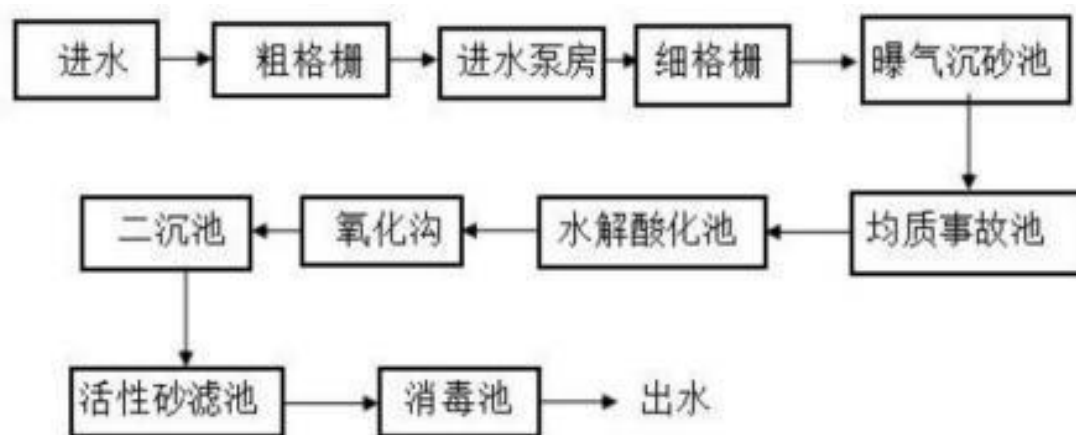 进水
粗格栅
进水泵房
细格栅
曝气沉砂池
均质事故池
水解酸化池
氧化沟
二沉池
活性砂滤池
消毒池
出水